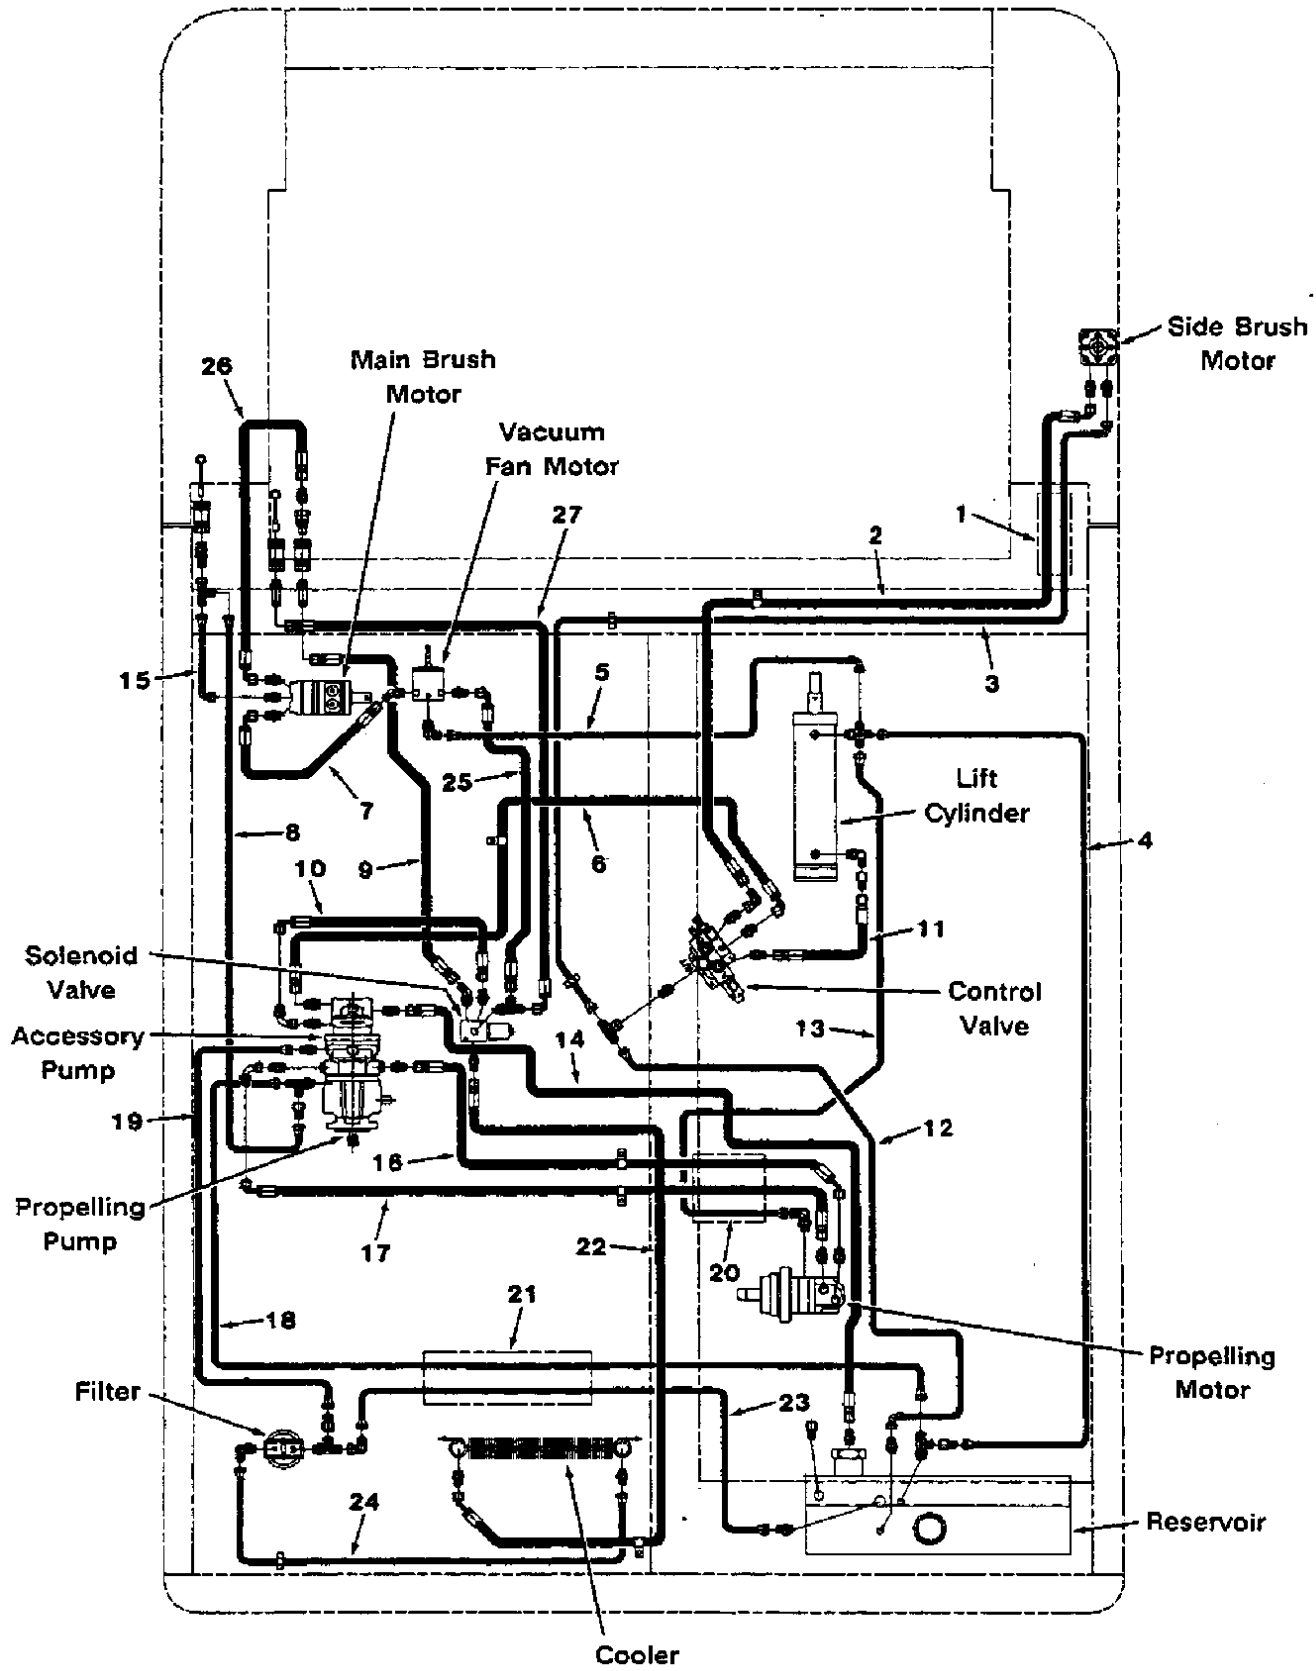 Side Brush
Motor
26
Main Brush
Motor
Vacuum
Fan Motor
27
1
2
15
5
3
7
25
Lift
Cylinder
8
6
4
9
10
11
Solenoid
Valve
Control
Valve
13
Accessory
Pump
14
19
12
16
Propelling
Pump
17
22
20
21
18
Propelling
Motor
Filter
23
24
Reservoir
Cooler